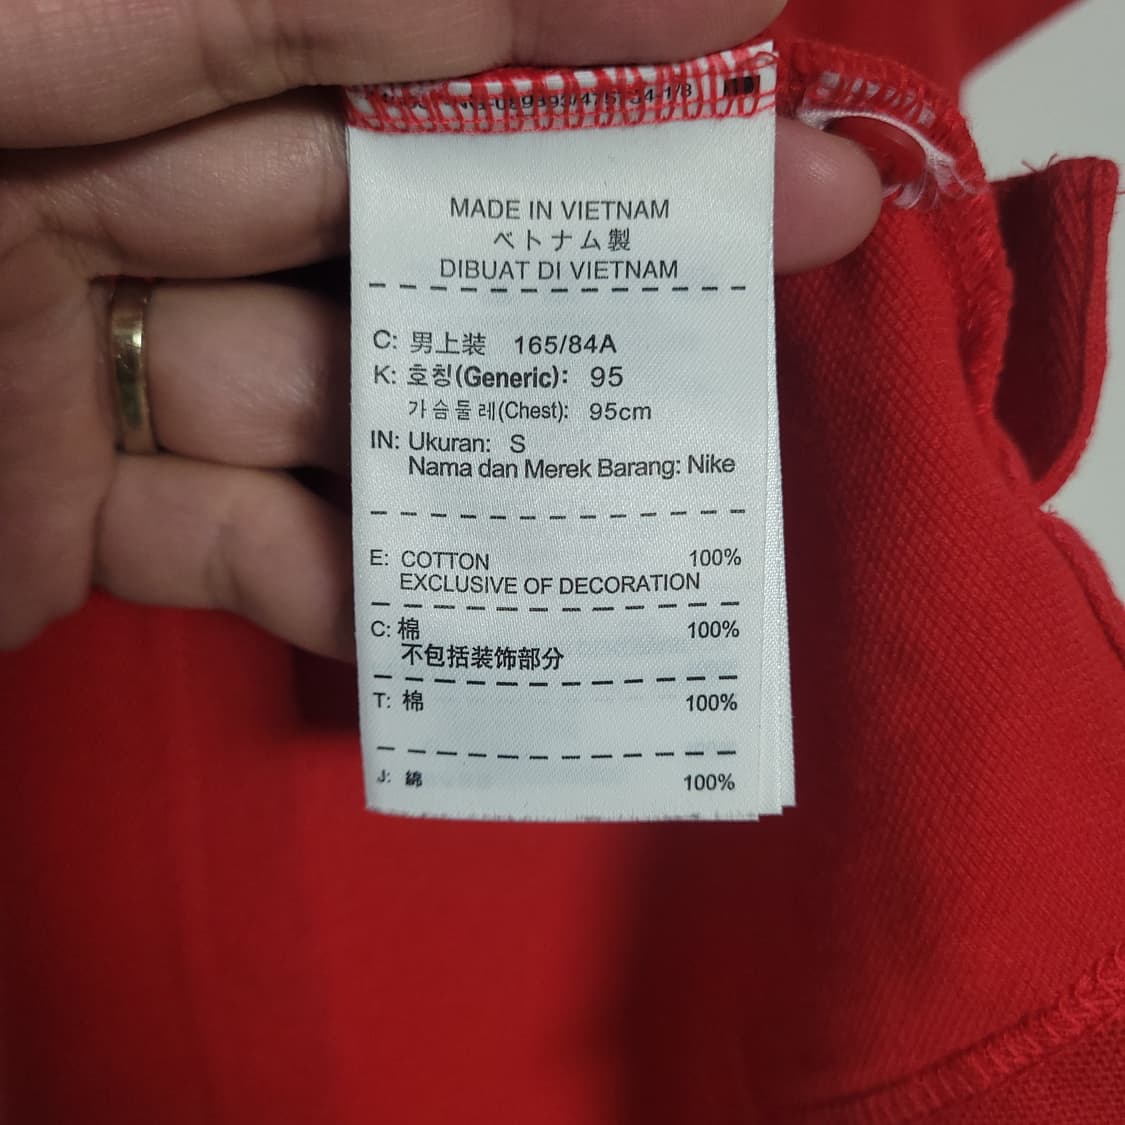 MADE IN VIETNAM
ベトナム製
DIBUAT DI VIETNAM
C: 男上装 165/84A
K: 호칭(Generic): 95
가슴둘레(Chest): 95cm
IN: Ukuran: S
Nama dan Merek Barang: Nike
E: COTTON 100%
EXCLUSIVE OF DECORATION
C: 棉 100%
不包括装饰部分
T: 棉 100%
J: 綿 100%